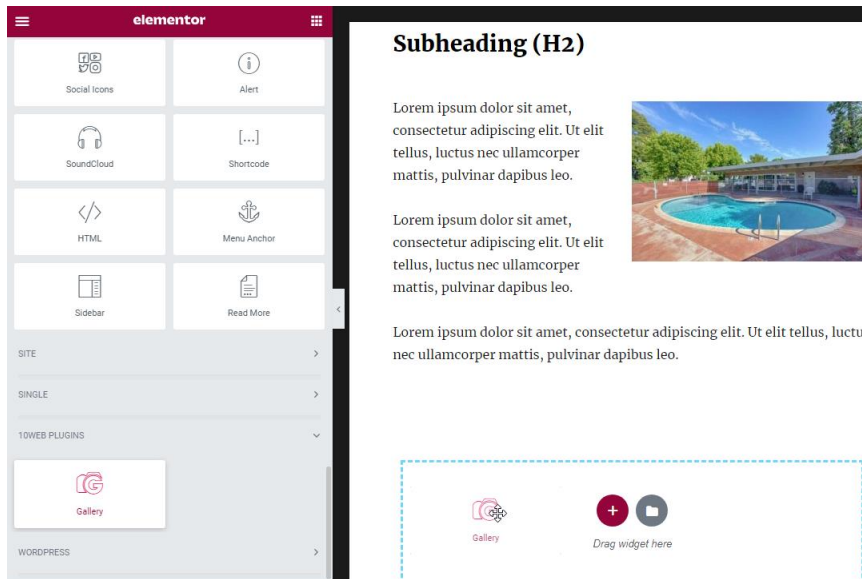 elementor
Social Icons
Alert
SoundCloud
[...]
Shortcode
HTML
Menu Anchor
Sidebar
Read More
SITE
SINGLE
10WEB PLUGINS
Gallery
WORDPRESS
Subheading (H2)
Lorem ipsum dolor sit amet,
consectetur adipiscing elit. Ut elit
tellus, luctus nec ullamcorper
mattis, pulvinar dapibus leo.
Lorem ipsum dolor sit amet,
consectetur adipiscing elit. Ut elit
tellus, luctus nec ullamcorper
mattis, pulvinar dapibus leo.
Lorem ipsum dolor sit amet, consectetur adipiscing elit. Ut elit tellus, luctu
nec ullamcorper mattis, pulvinar dapibus leo.
Gallery
Drag widget here